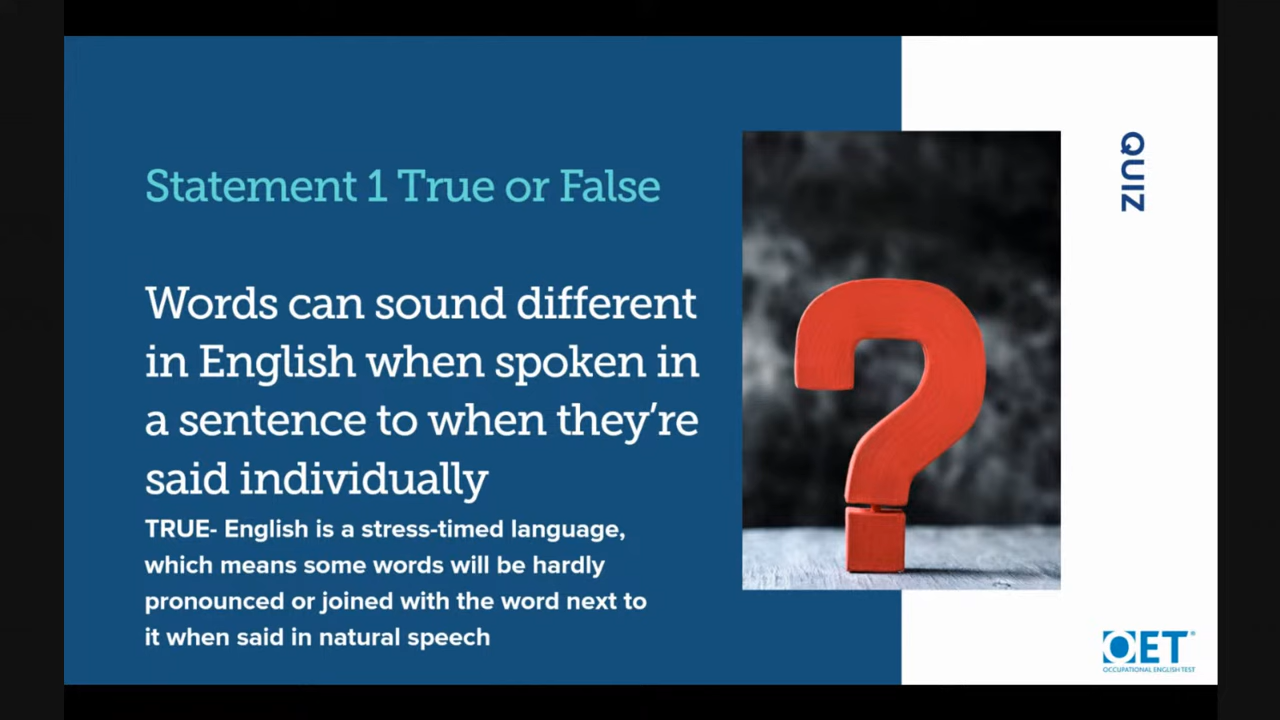 Statement 1 True or False
Words can sound different
in English when spoken in
a sentence to when they're
said individually
TRUE- English is a stress-timed language,
which means some words will be hardly
pronounced or joined with the word next to
it when said in natural speech
QUIZ
OET
OCCUPATIONAL ENGLISH TEST